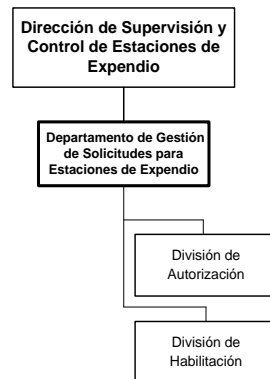 Dirección de Supervisión y
Control de Estaciones de
Expendio
Departamento de Gestión
de Solicitudes para
Estaciones de Expendio
División de
Autorización
División de
Habilitación